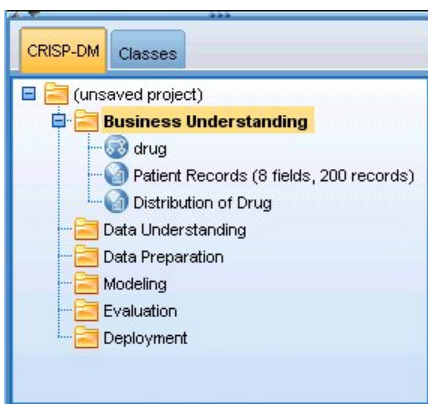 CRISP-DM Classes
(unsaved project)
Business Understanding
drug
Patient Records (8 fields, 200 records)
Distribution of Drug
Data Understanding
Data Preparation
Modeling
Evaluation
Deployment